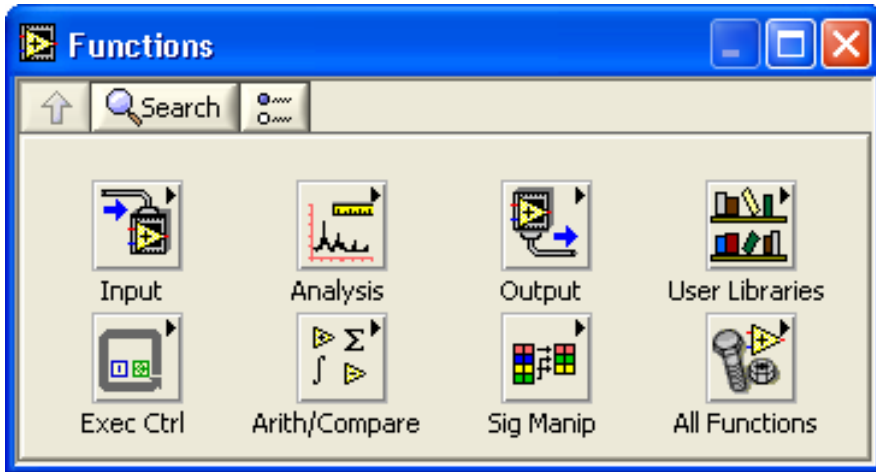 Functions
Search
Input Analysis Output User Libraries
Exec Ctrl Arith/Compare Sig Manip All Functions